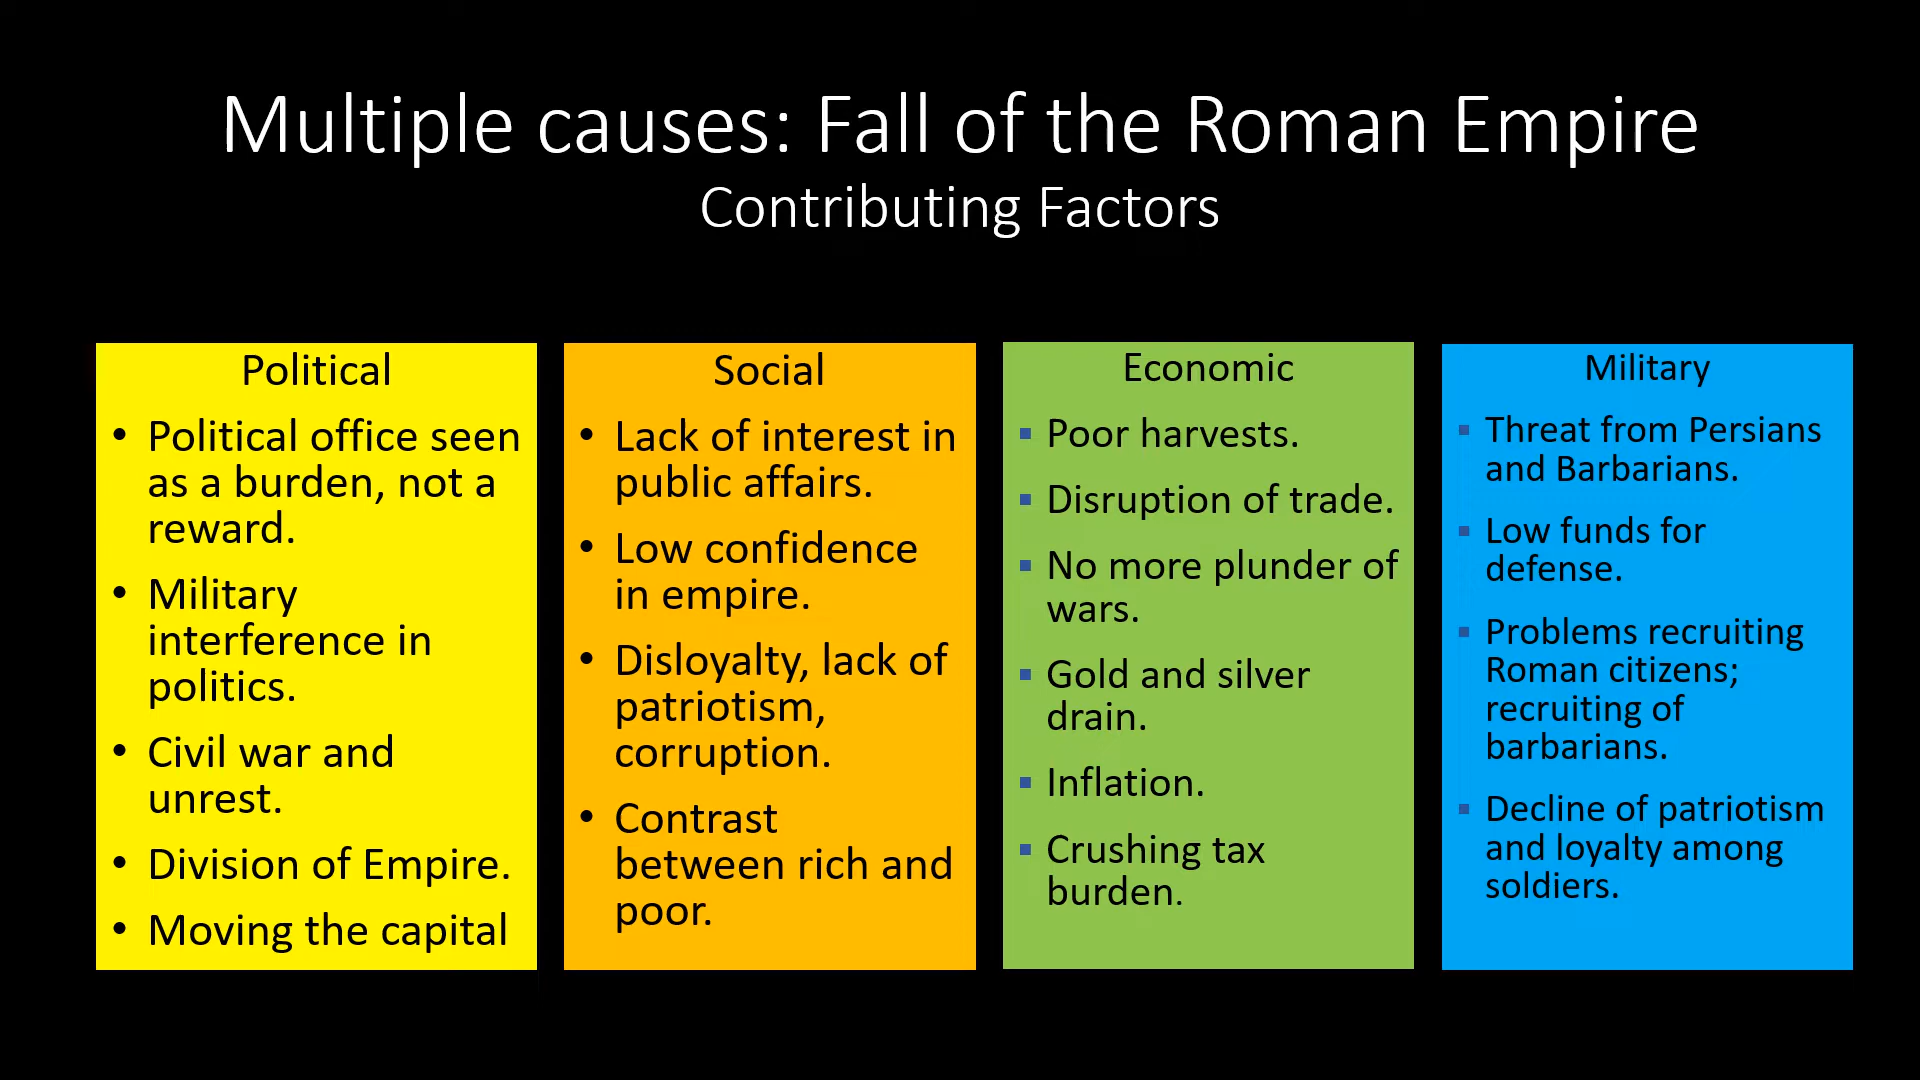 Multiple causes: Fall of the Roman Empire
Contributing Factors
Political
• Political office seen
as a burden, not a
reward.
• Military
interference in
politics.
• Civil war and
unrest.
• Division of Empire.
• Moving the capital
Social
• Lack of interest in
public affairs.
• Low confidence
in empire.
• Disloyalty, lack of
patriotism,
corruption.
• Contrast
between rich and
poor.
Economic
▪ Poor harvests.
▪ Disruption of trade.
▪ No more plunder of
wars.
▪ Gold and silver
drain.
▪ Inflation.
▪ Crushing tax
burden.
Military
▪ Threat from Persians
and Barbarians.
▪ Low funds for
defense.
▪ Problems recruiting
Roman citizens;
recruiting of
barbarians.
▪ Decline of patriotism
and loyalty among
soldiers.